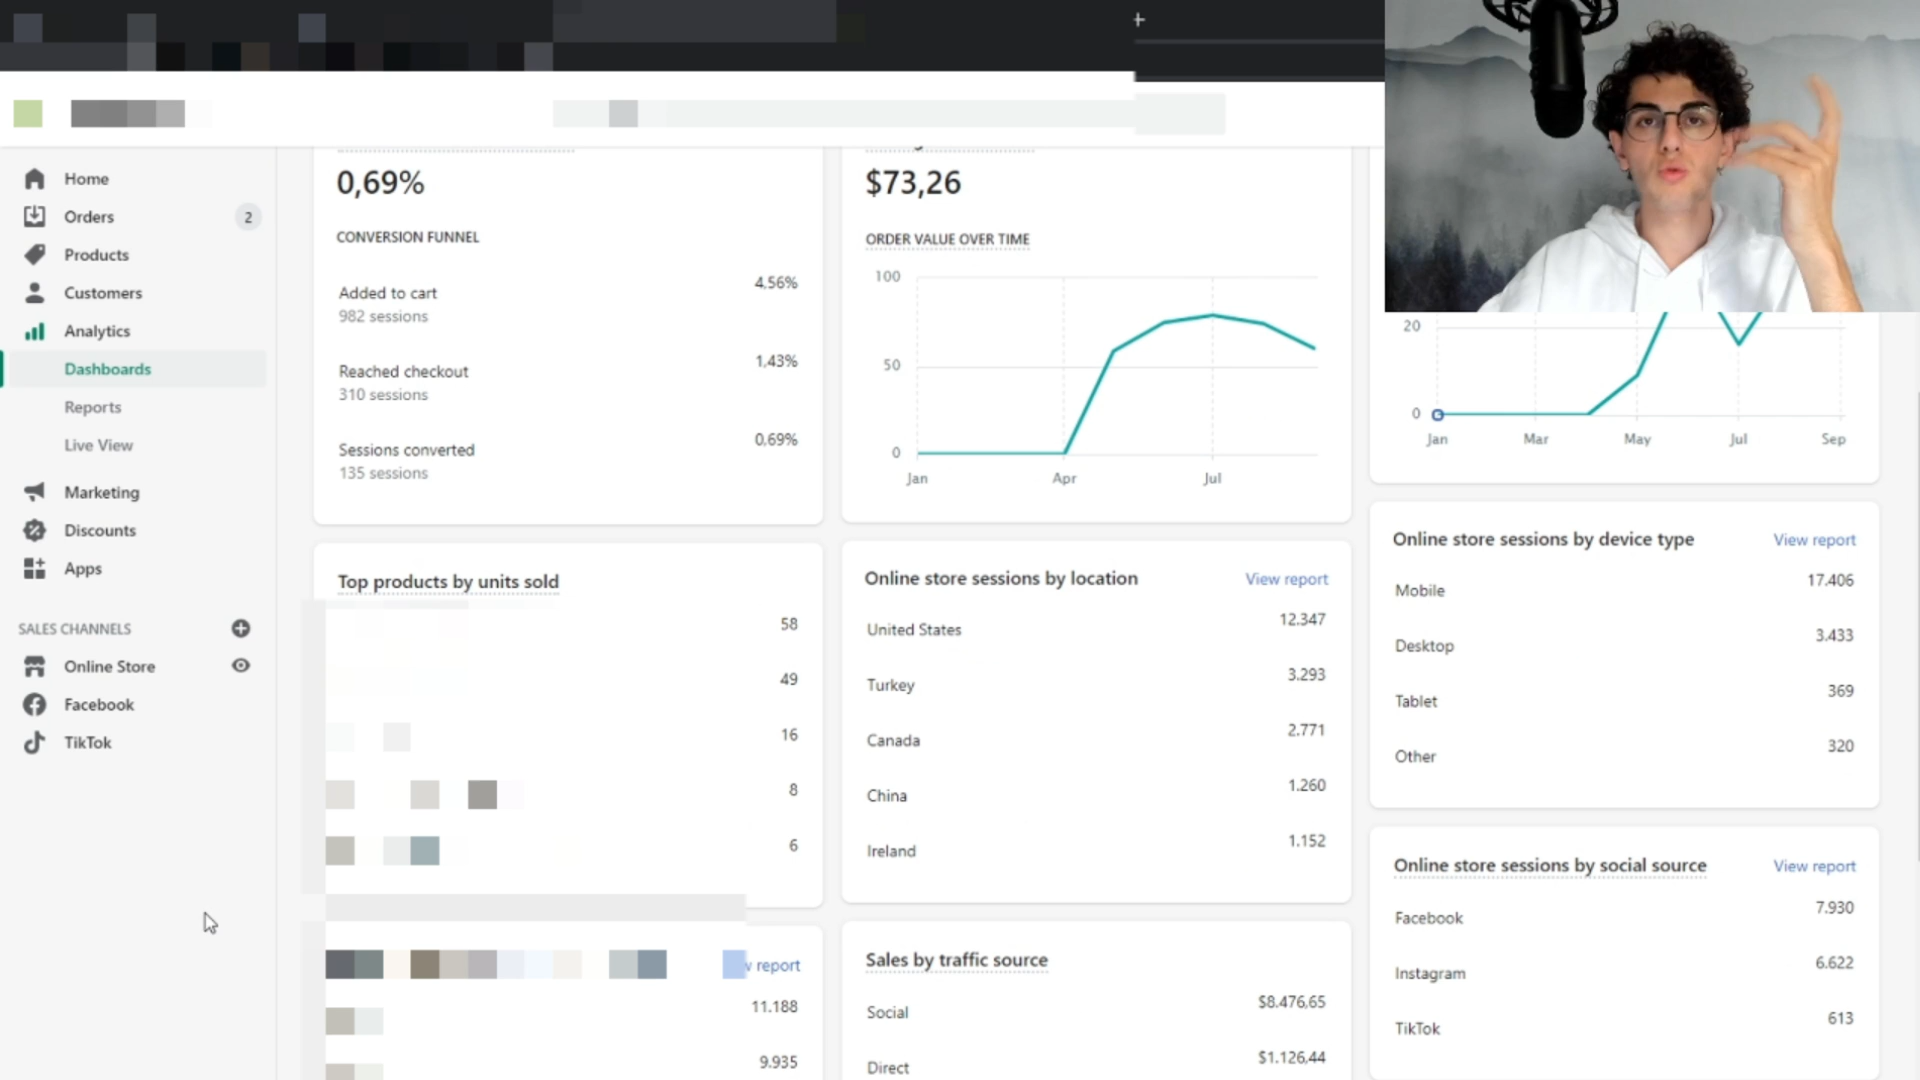 Home
Orders 2
Products
Customers
Analytics
Dashboards
Reports
Live View
Marketing
Discounts
Apps
SALES CHANNELS
Online Store
Facebook
TikTok
0,69%
CONVERSION FUNNEL
Added to cart 4.56%
982 sessions
Reached checkout 1,43%
310 sessions
Sessions converted 0.69%
135 sessions
Top products by units sold
58
49
16
8
6
report
11.188
9.935
$73,26
ORDER VALUE OVER TIME
100
50
0
Jan Apr Jul
Online store sessions by location View report
United States 12.347
Turkey 3.293
Canada 2.771
China 1.260
Ireland 1.152
Sales by traffic source
Social $8.476,65
Direct $1.126,44
20
0
Jan Mar May Jul Sep
Online store sessions by device type View report
Mobile 17.406
Desktop 3.433
Tablet 369
Other 320
Online store sessions by social source View report
Facebook 7.930
Instagram 6.622
TikTok 613